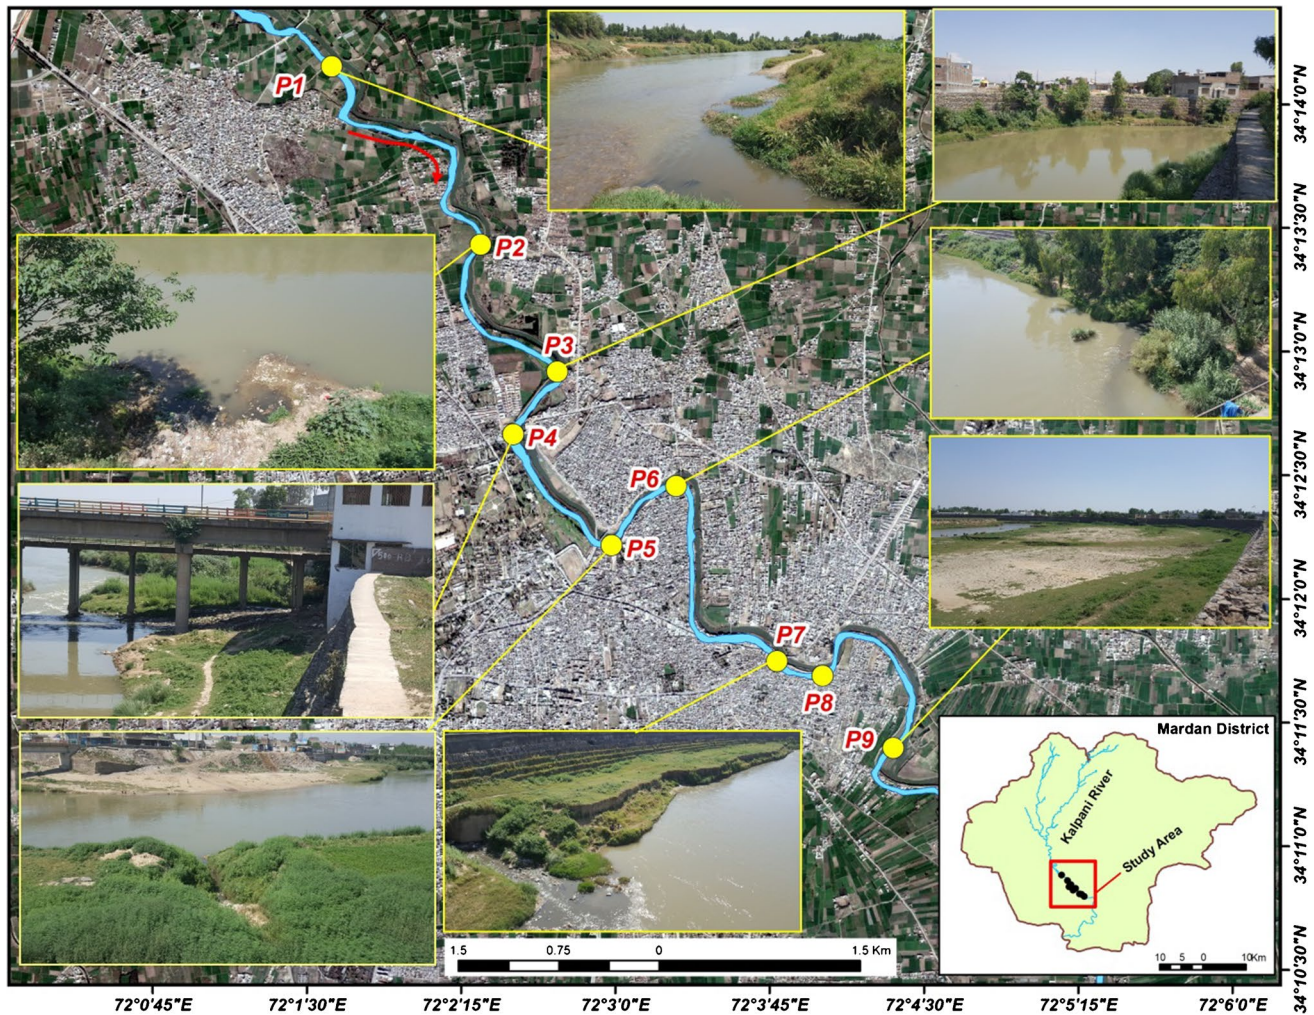 P1
P2
P3
P4
P5
P6
P7
P8
P9
34°14'0"N
34°13'30"N
34°13'0"N
34°12'30"N
34°12'0"N
34°11'30"N
34°11'0"N
34°10'30"N
Mardan District
Kalpani River
Study Area
10 5 0 10Km
1.5 0.75 0 1.5 Km
72°0'45"E 72°1'30"E 72°2'15"E 72°3'0"E 72°3'45"E 72°4'30"E 72°5'15"E 72°6'0"E